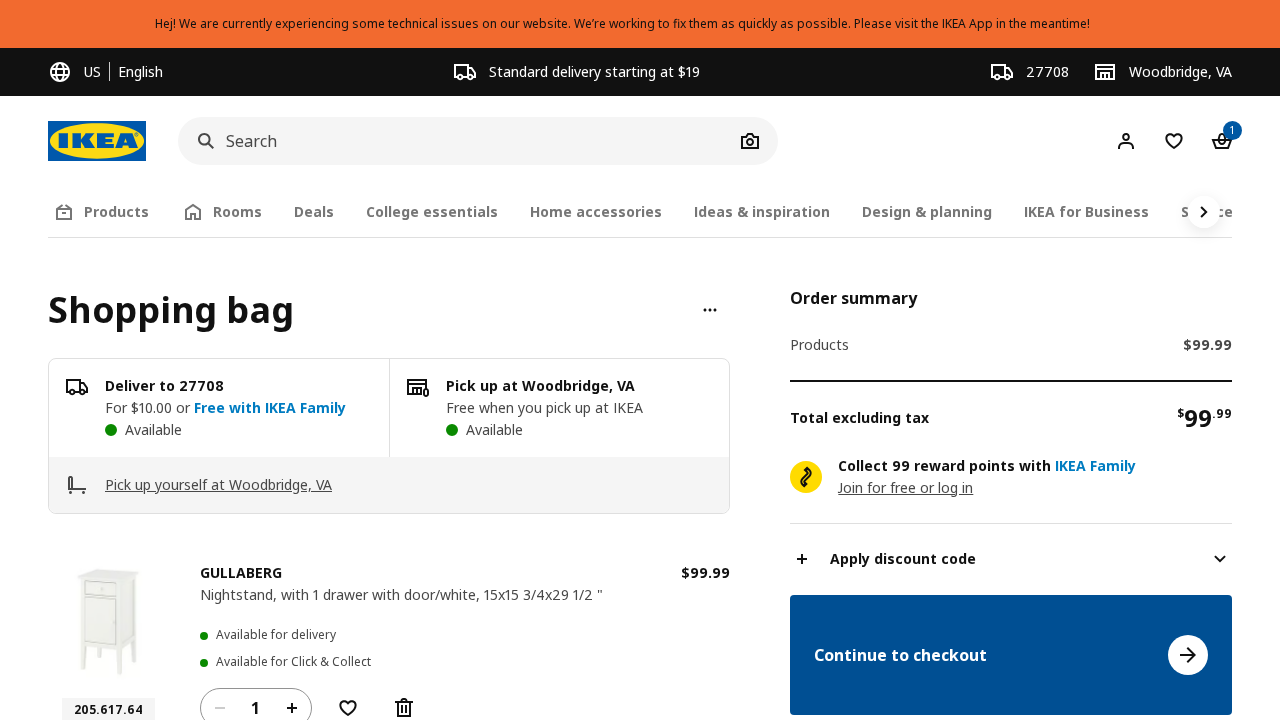 Hej! We are currently experiencing some technical issues on our website. We’re working to fix them as quickly as possible. Please visit the IKEA App in the meantime!
US English
Standard delivery starting at $19
27708
Woodbridge, VA
IKEA
Search
1
Products
Rooms
Deals
College essentials
Home accessories
Ideas & inspiration
Design & planning
IKEA for Business
Shopping bag
Deliver to 27708
For $10.00 or Free with IKEA Family
Available
Pick up at Woodbridge, VA
Free when you pick up at IKEA
Available
Pick up yourself at Woodbridge, VA
GULLABERG
$99.99
Nightstand, with 1 drawer with door/white, 15x15 3/4x29 1/2 "
Available for delivery
Available for Click & Collect
205.617.64
1
Order summary
Products $99.99
Total excluding tax $99.99
Collect 99 reward points with IKEA Family
Join for free or log in
Apply discount code
Continue to checkout